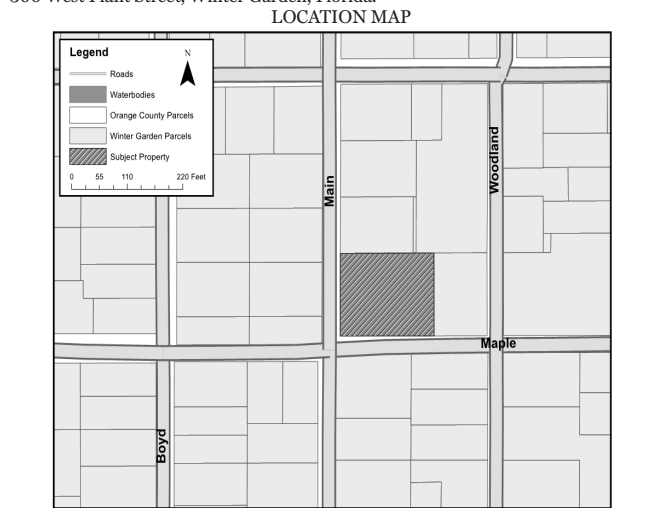 300 West Plant Street, Winter Garden, Florida.
LOCATION MAP
Legend
N
Roads
Waterbodies
Orange County Parcels
Winter Garden Parcels
Subject Property
0 55 110 220 Feet
Main
Woodland
Maple
Boyd